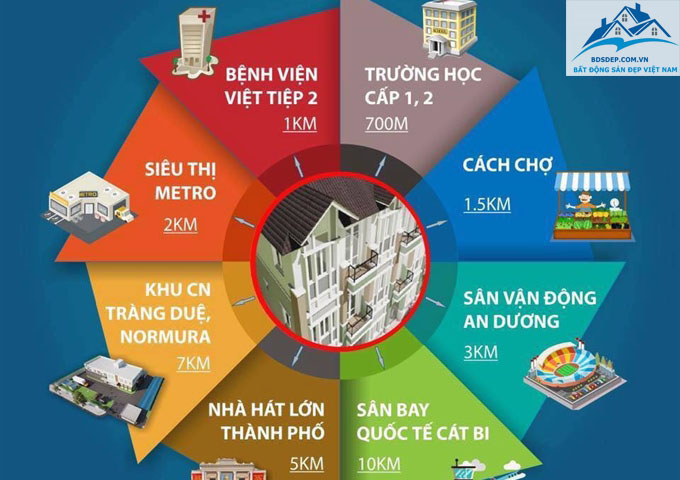 BDSDEP.COM.VN
BẤT ĐỘNG SẢN ĐẸP VIỆT NAM
BỆNH VIỆN
VIỆT TIỆP 2
1KM
TRƯỜNG HỌC
CẤP 1, 2
700M
CÁCH CHỢ
1.5KM
SÂN VẬN ĐỘNG
AN DƯƠNG
3KM
SÂN BAY
QUỐC TẾ CÁT BI
10KM
NHÀ HÁT LỚN
THÀNH PHỐ
5KM
KHU CN
TRÀNG DUỆ,
NORMURA
7KM
SIÊU THỊ
METRO
2KM
METRO